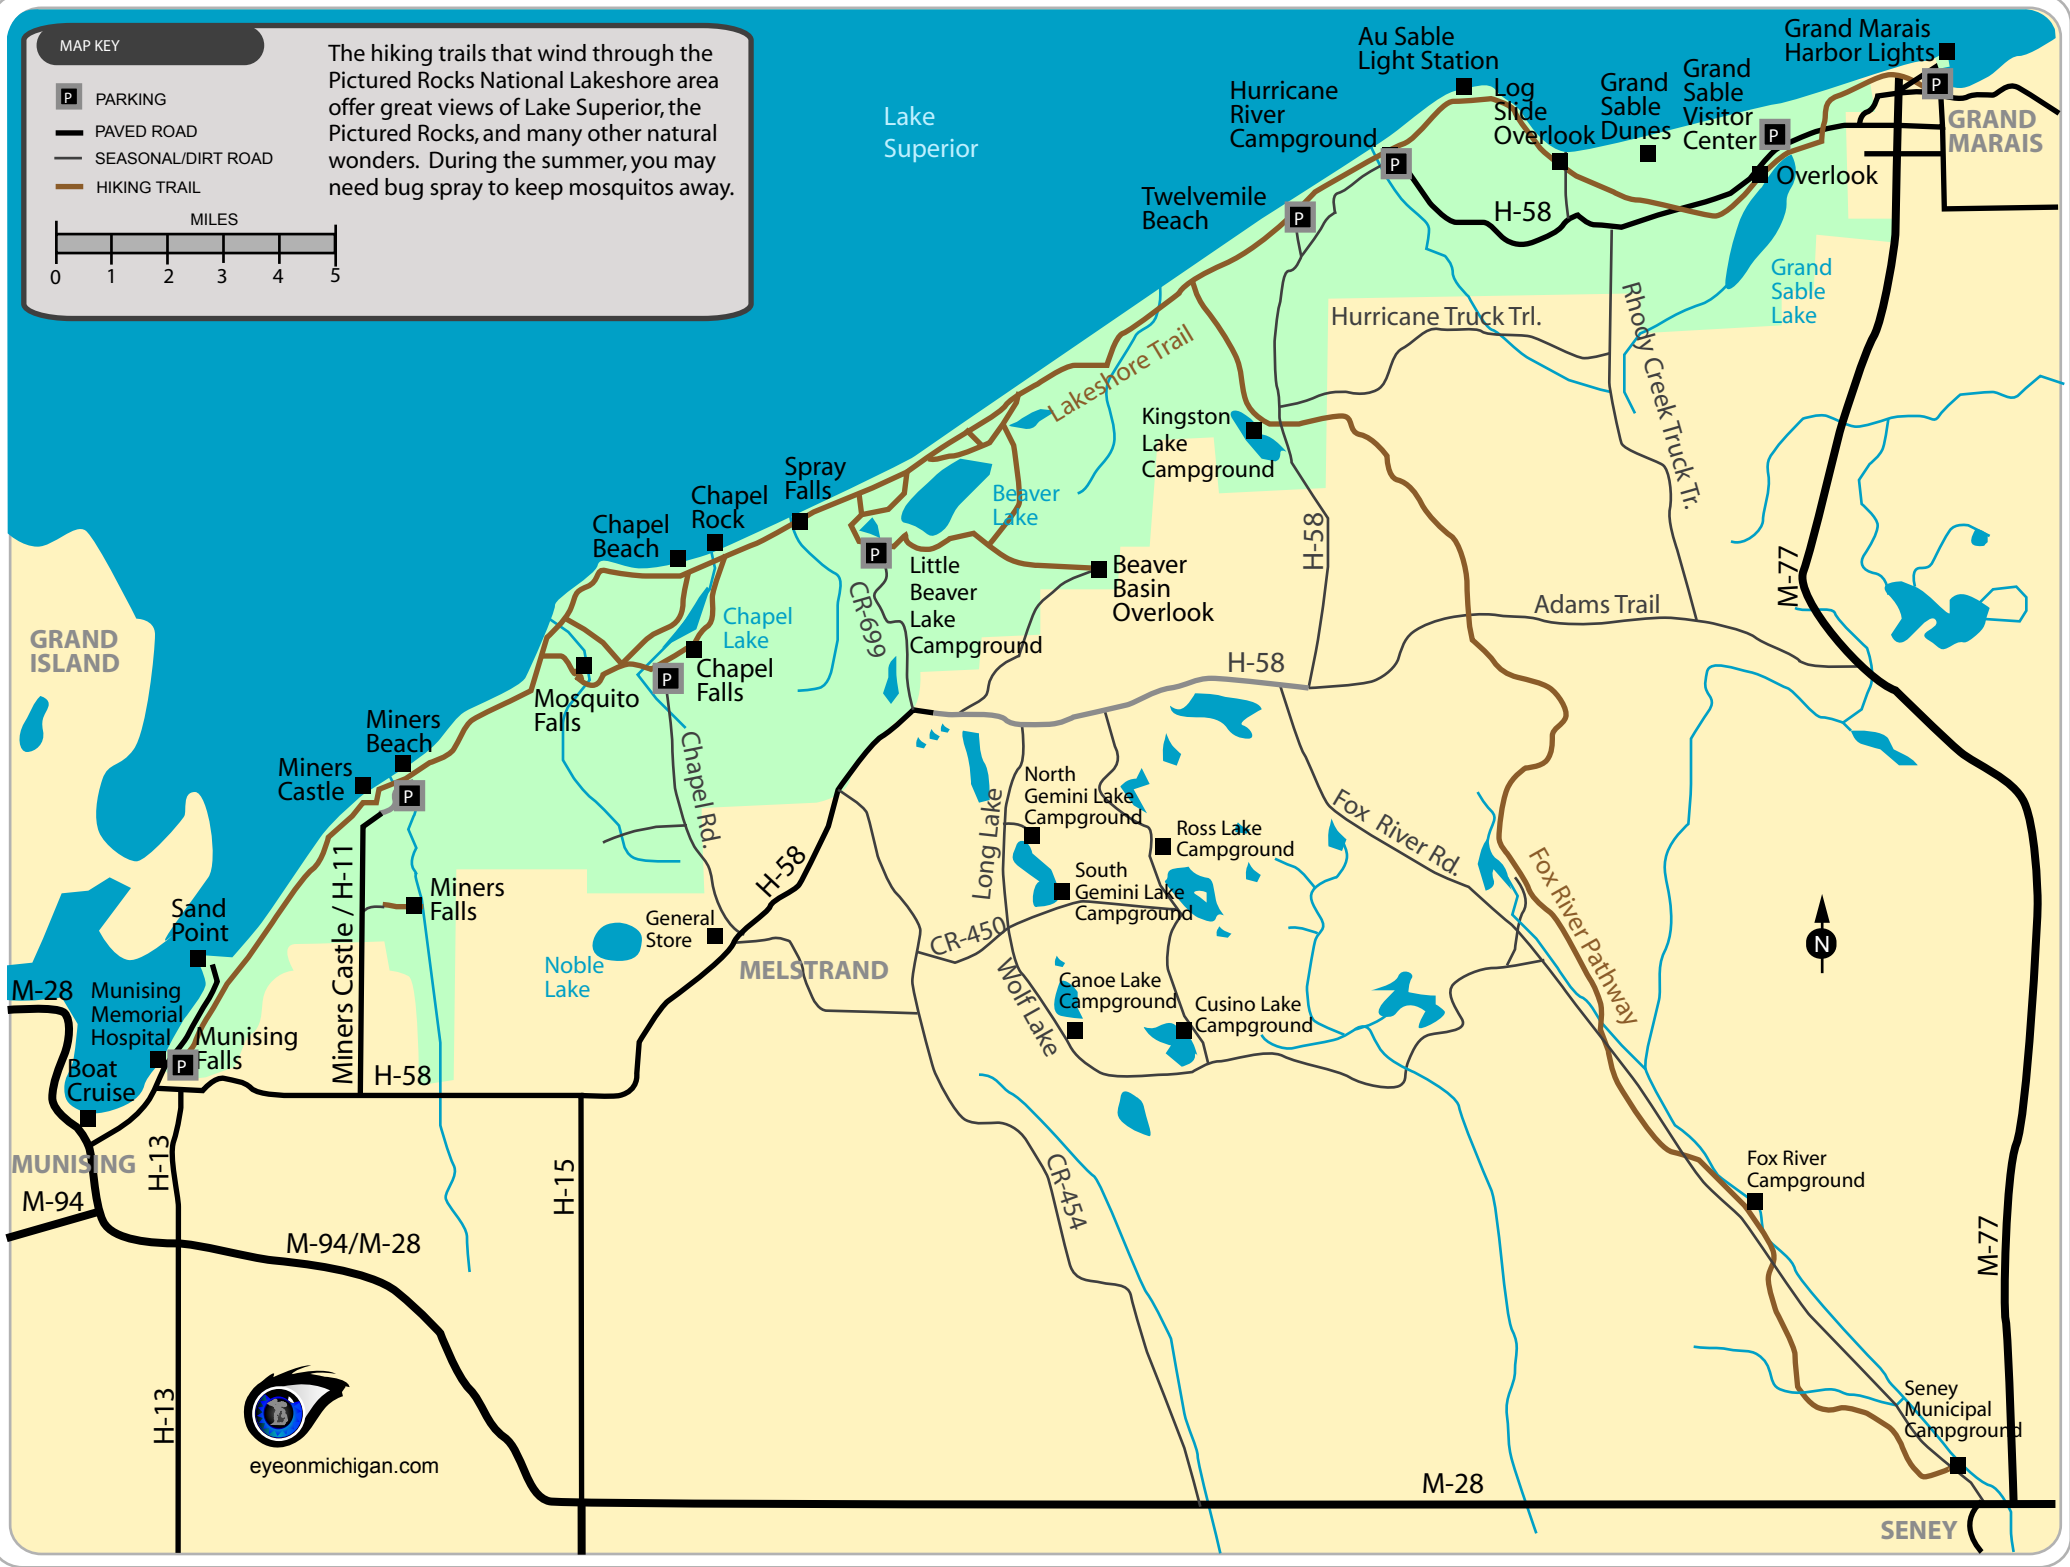 MAP KEY
P PARKING
PAVED ROAD
SEASONAL/DIRT ROAD
HIKING TRAIL
MILES
0 1 2 3 4 5
The hiking trails that wind through the
Pictured Rocks National Lakeshore area
offer great views of Lake Superior, the
Pictured Rocks, and many other natural
wonders. During the summer, you may
need bug spray to keep mosquitos away.
Lake
Superior
Grand Marais
Harbor Lights
P
GRAND
MARAIS
Au Sable
Light Station
Log
Slide
Overlook
Grand
Sable
Dunes
Grand
Sable
Visitor
Center
P
Overlook
Hurricane
River
Campground
P
Twelvemile
Beach
P
H-58
Grand
Sable
Lake
Hurricane Truck Trl.
Rhody Creek Truck Tr.
Lakeshore Trail
Kingston
Lake
Campground
H-58
M-77
Adams Trail
Spray
Falls
Chapel
Rock
Chapel
Beach
Beaver
Lake
P
Little
Beaver
Lake
Campground
CR-699
Beaver
Basin
Overlook
H-58
Chapel
Lake
P
Chapel
Falls
Mosquito
Falls
Chapel Rd.
GRAND
ISLAND
Miners
Beach
Miners
Castle
P
Miners
Falls
Miners Castle / H-11
Sand
Point
General
Store
Noble
Lake
MELSTRAND
H-58
North
Gemini Lake
Campground
Long Lake
South
Gemini Lake
Campground
Ross Lake
Campground
Fox River Rd.
Fox River Pathway
CR-450
Wolf Lake
Canoe Lake
Campground
Cusino Lake
Campground
N
M-28
Munising
Memorial
Hospital
P
Munising
Falls
Boat
Cruise
H-58
MUNISING
H-13
M-94
H-15
CR-454
M-94/M-28
Fox River
Campground
M-77
H-13
eyeonmichigan.com
Seney
Municipal
Campground
M-28
SENEY